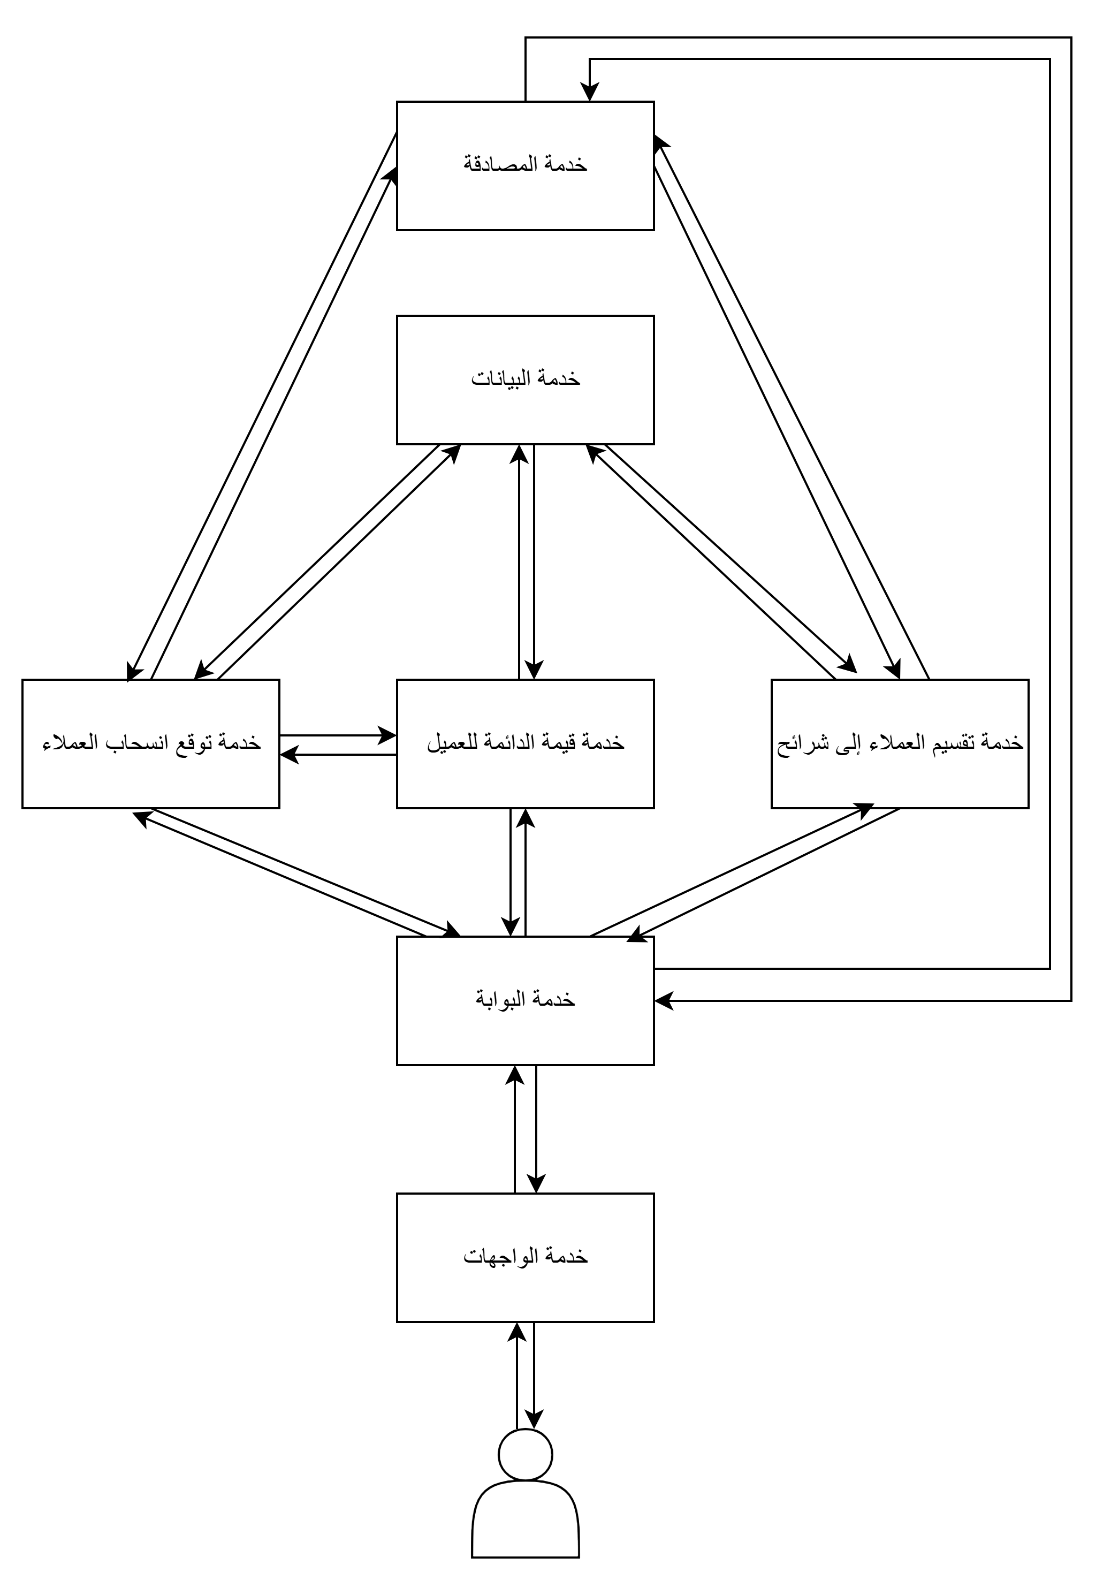 خدمة المصادقة
خدمة البيانات
خدمة تقسيم العملاء إلى شرائح
خدمة قيمة الدائمة للعميل
خدمة توقع انسحاب العملاء
خدمة البوابة
خدمة الواجهات